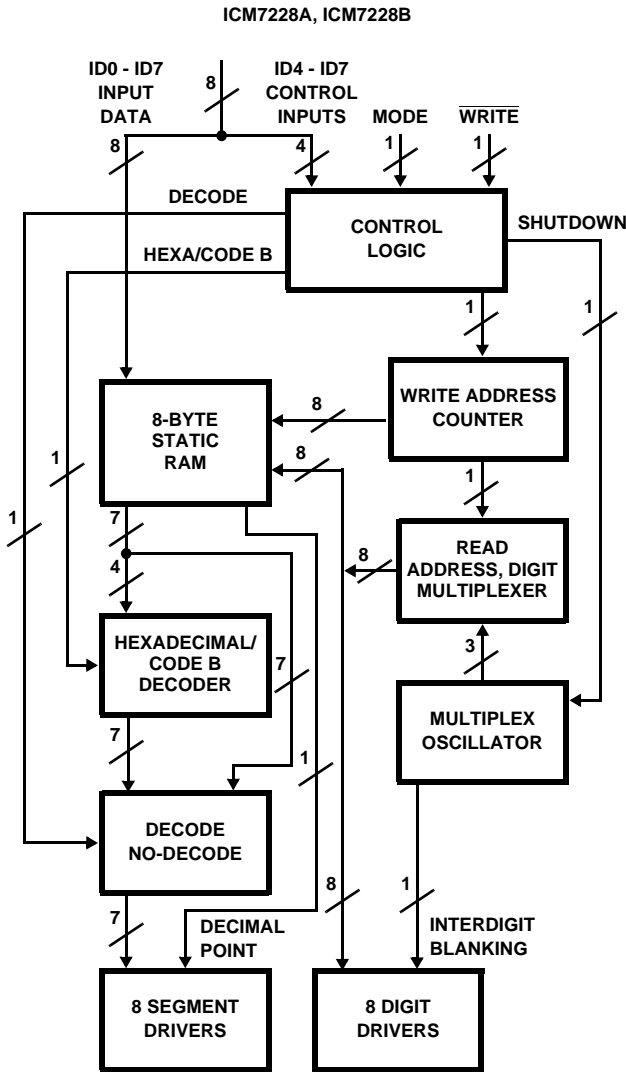 ICM7228A, ICM7228B
ID0 - ID7
INPUT
DATA
8
ID4 - ID7
CONTROL
INPUTS
MODE
WRITE
8
4
1
1
DECODE
HEXA/CODE B
CONTROL
LOGIC
SHUTDOWN
1
1
8-BYTE
STATIC
RAM
8
WRITE ADDRESS
COUNTER
8
1
1
1
7
4
8
READ
ADDRESS, DIGIT
MULTIPLEXER
HEXADECIMAL/
CODE B
DECODER
7
3
MULTIPLEX
OSCILLATOR
7
1
DECODE
NO-DECODE
8
1
7
DECIMAL
POINT
INTERDIGIT
BLANKING
8 SEGMENT
DRIVERS
8 DIGIT
DRIVERS